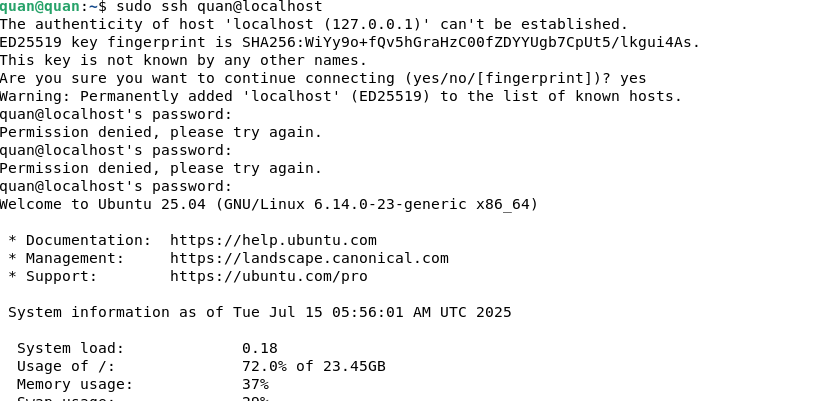 quan@quan:~$ sudo ssh quan@localhost
The authenticity of host 'localhost (127.0.0.1)' can't be established.
ED25519 key fingerprint is SHA256:WiYy9o+fQv5hGraHzC00fZDYYUgb7CpUt5/lkgui4As.
This key is not known by any other names.
Are you sure you want to continue connecting (yes/no/[fingerprint])? yes
Warning: Permanently added 'localhost' (ED25519) to the list of known hosts.
quan@localhost's password:
Permission denied, please try again.
quan@localhost's password:
Permission denied, please try again.
quan@localhost's password:
Welcome to Ubuntu 25.04 (GNU/Linux 6.14.0-23-generic x86_64)
* Documentation:  https://help.ubuntu.com
* Management:     https://landscape.canonical.com
* Support:        https://ubuntu.com/pro
System information as of Tue Jul 15 05:56:01 AM UTC 2025
System load:             0.18
Usage of /:              72.0% of 23.45GB
Memory usage:            37%